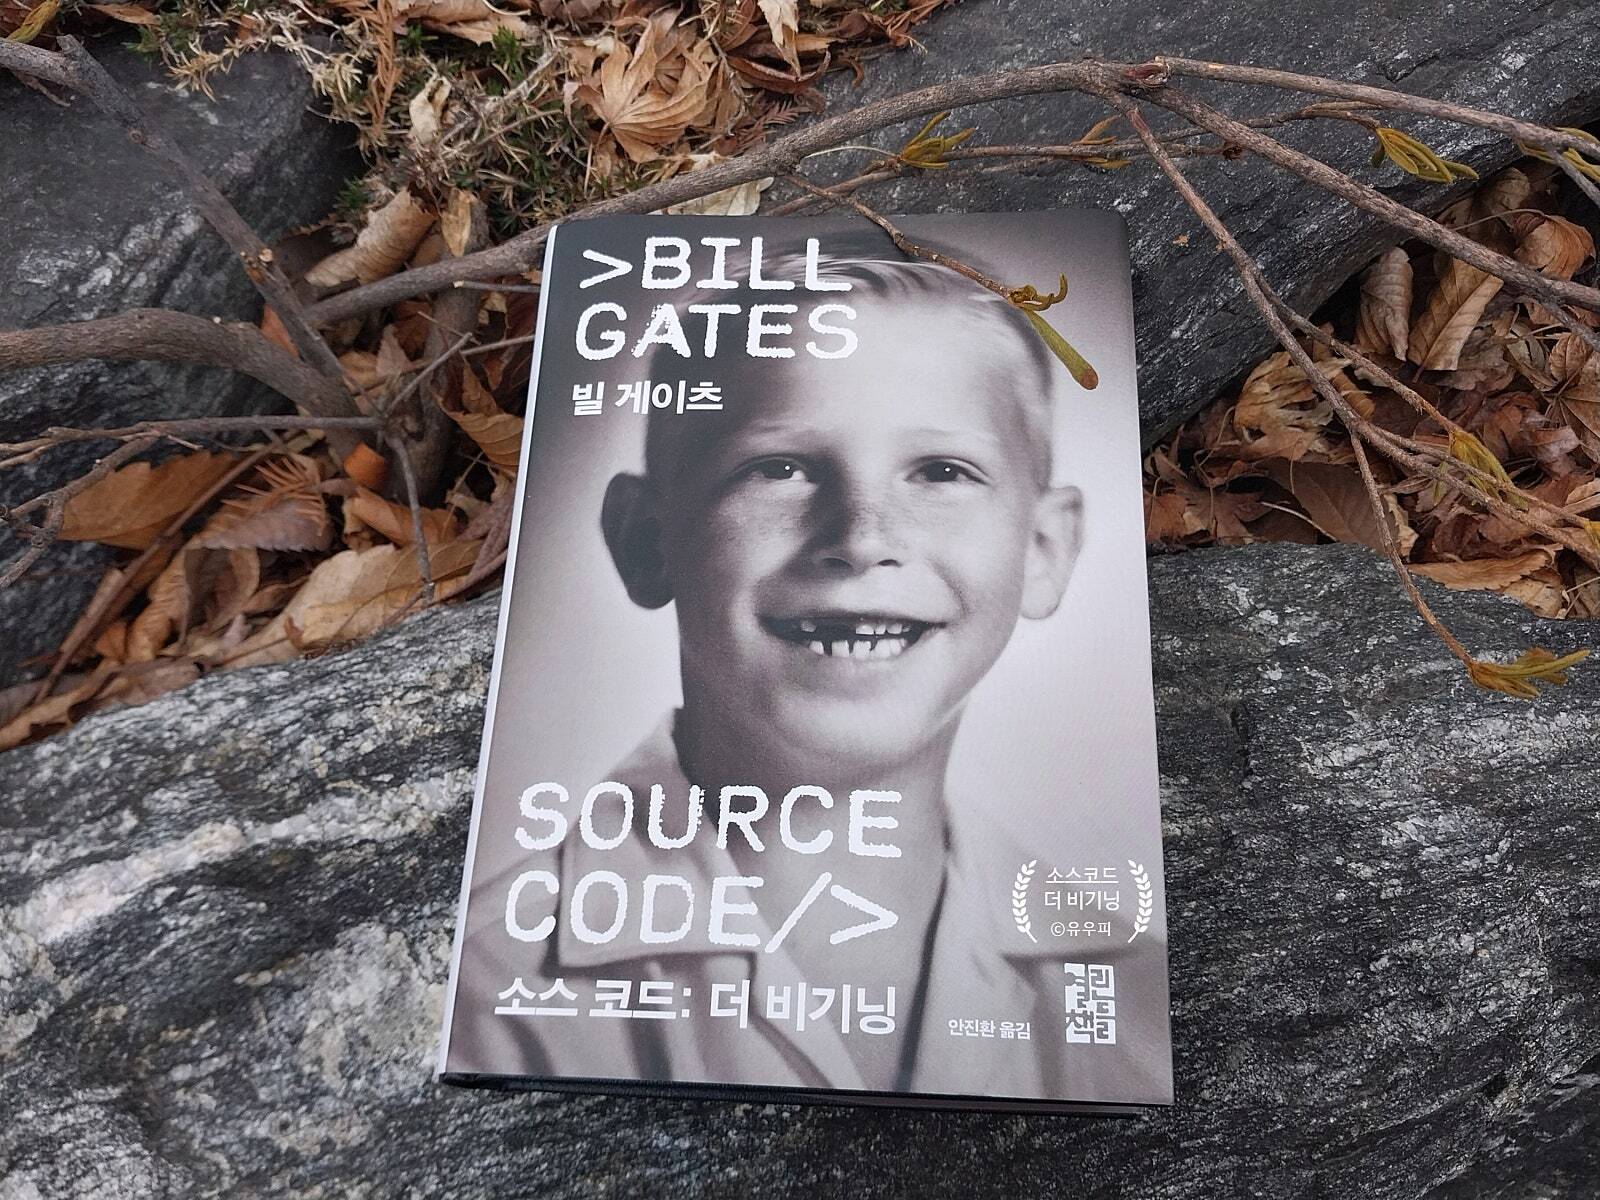 >BILL
GATES
빌 게이츠
SOURCE
CODE/>
소스 코드: 더 비기닝
안진환 옮김
열린책들
소스코드
더 비기닝
©유우피